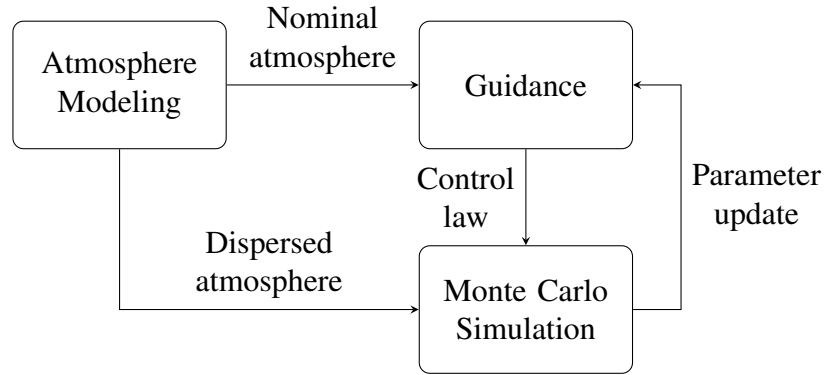 Nominal
atmosphere
Atmosphere
Modeling
Guidance
Control
law
Parameter
update
Dispersed
atmosphere
Monte Carlo
Simulation